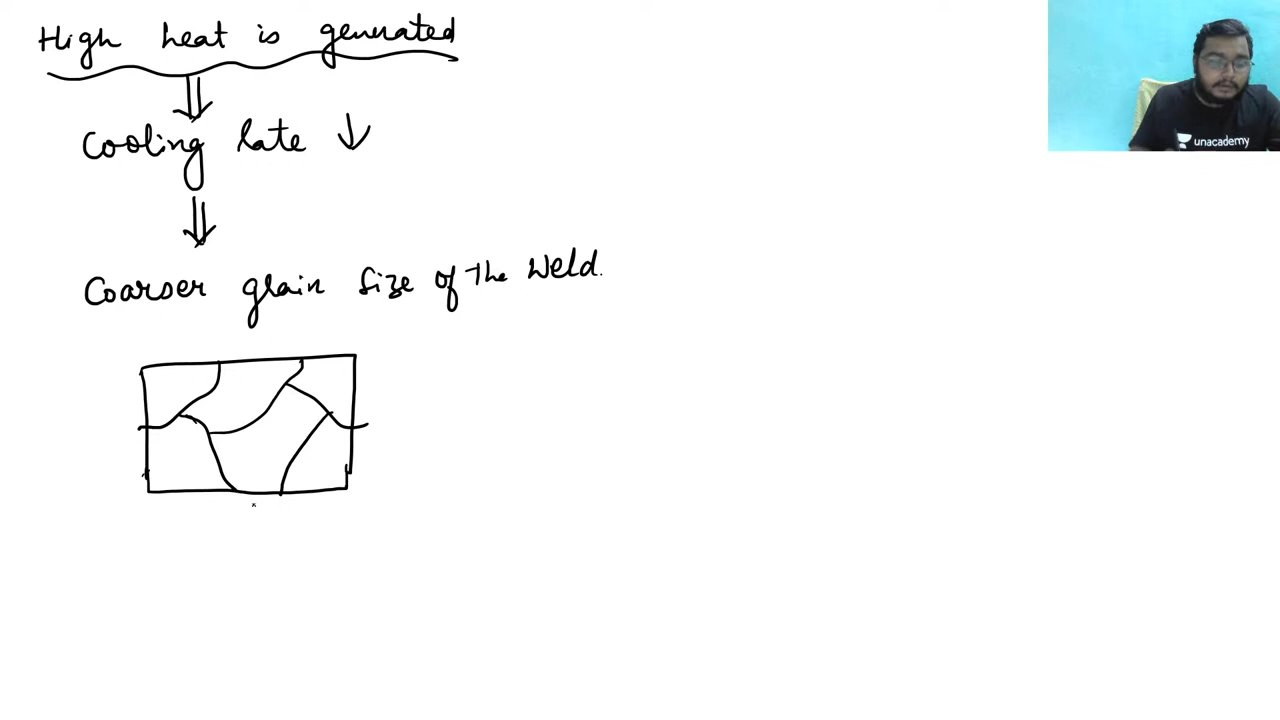 High heat is generated
unacademy
Cooling rate ↓
Coarser grain size of the weld.